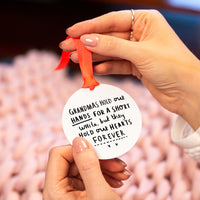 GRANDMAS HOLD our
HANDS FOR A SHORT
while, but they
HOLD our HEARTS
FOREVER.